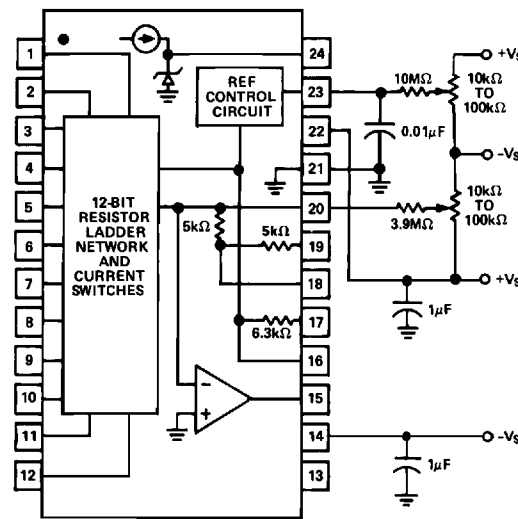 1
2
3
4
5
6
7
8
9
10
11
12
12-BIT
RESISTOR
LADDER
NETWORK
AND
CURRENT
SWITCHES
REF
CONTROL
CIRCUIT
5kΩ
5kΩ
6.3kΩ
−
+
24
23
22
21
20
19
18
17
16
15
14
13
10MΩ
0.01μF
3.9MΩ
1μF
1μF
+VS
10kΩ
TO
100kΩ
−VS
10kΩ
TO
100kΩ
+VS
−VS